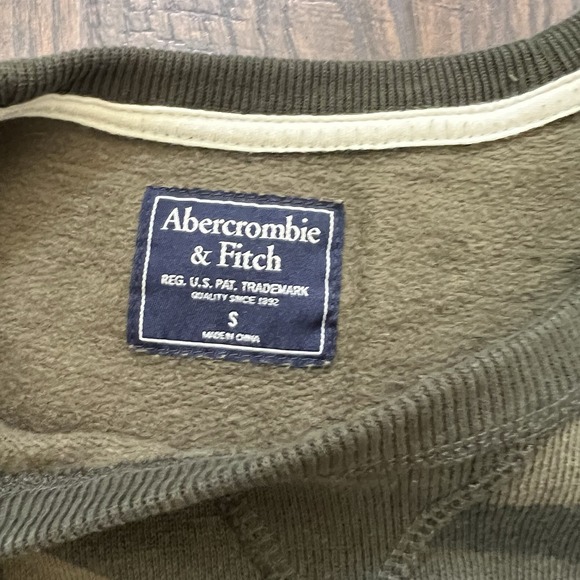 Abercrombie
& Fitch
REG. U.S. PAT. TRADEMARK
QUALITY SINCE 1892
S
MADE IN CHINA